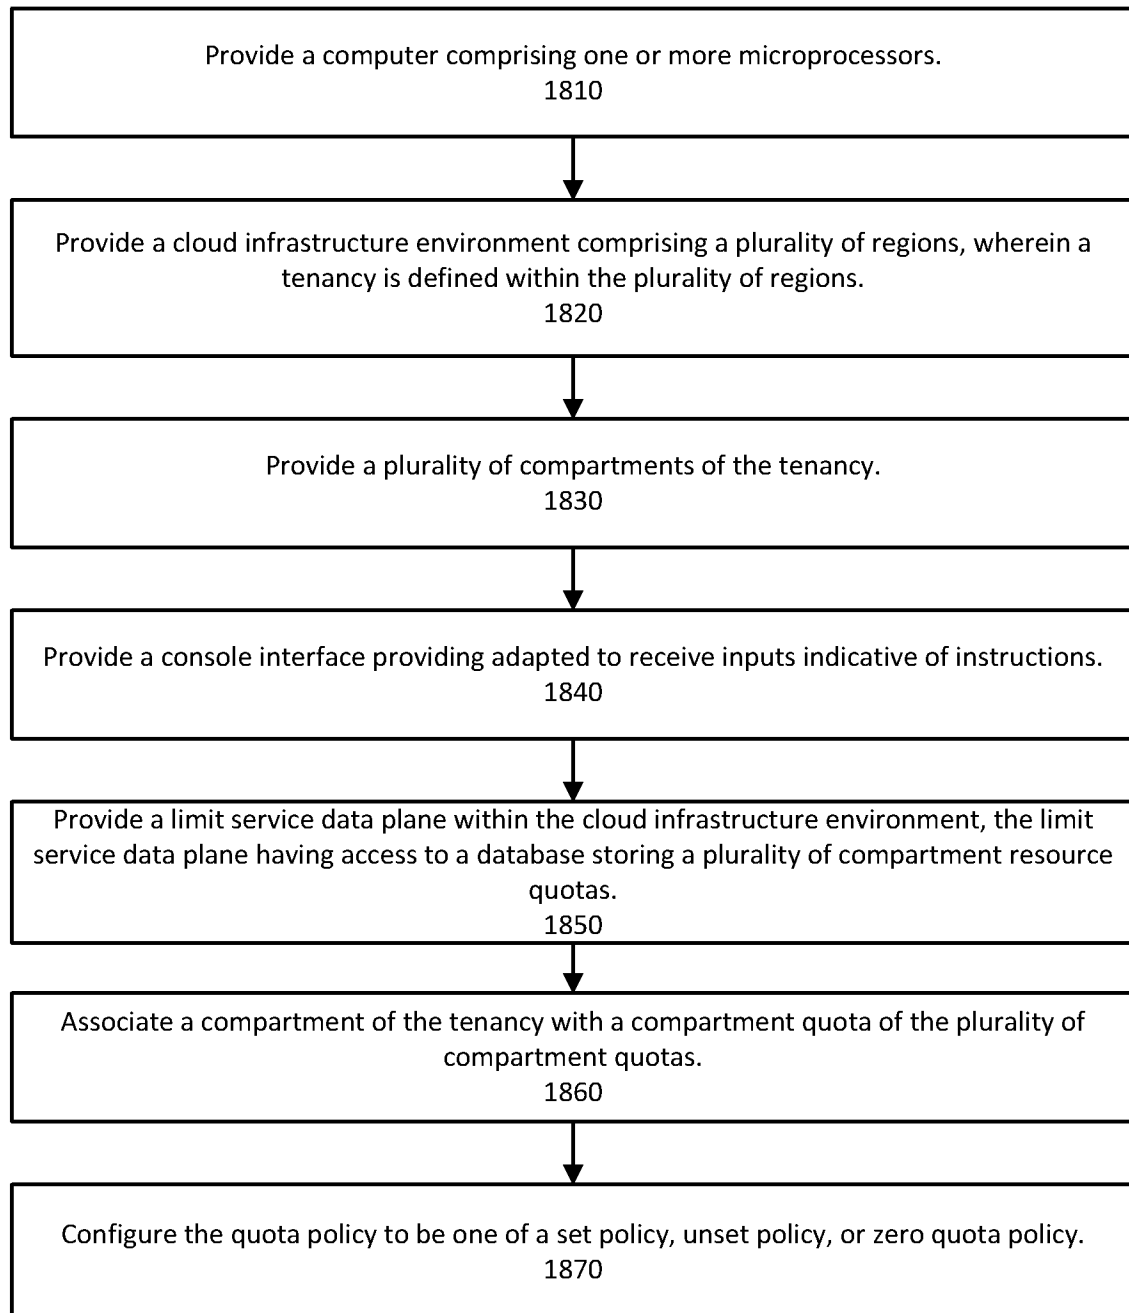 Provide a computer comprising one or more microprocessors.
1810
Provide a cloud infrastructure environment comprising a plurality of regions, wherein a
tenancy is defined within the plurality of regions.
1820
Provide a plurality of compartments of the tenancy.
1830
Provide a console interface providing adapted to receive inputs indicative of instructions.
1840
Provide a limit service data plane within the cloud infrastructure environment, the limit
service data plane having access to a database storing a plurality of compartment resource
quotas.
1850
Associate a compartment of the tenancy with a compartment quota of the plurality of
compartment quotas.
1860
Configure the quota policy to be one of a set policy, unset policy, or zero quota policy.
1870